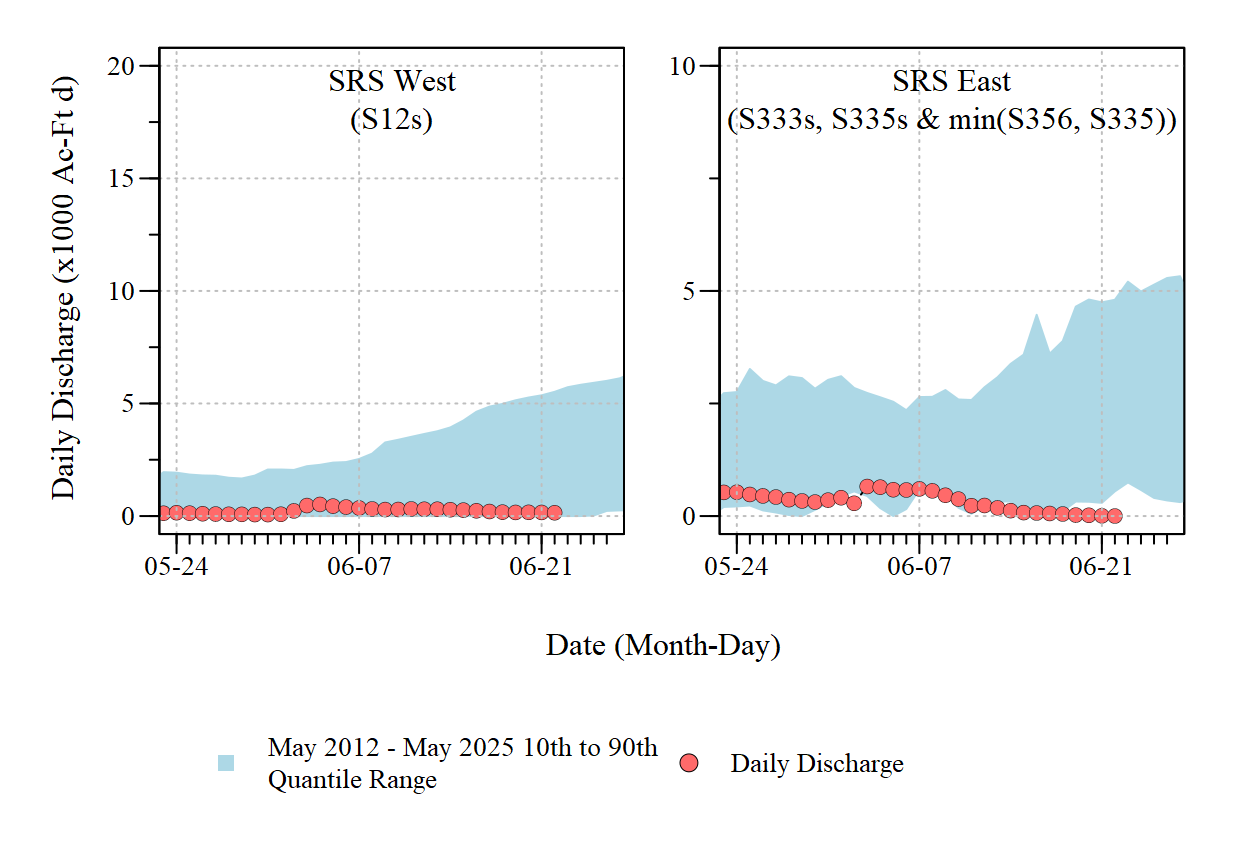 SRS West
(S12s)
SRS East
(S333s, S335s & min(S356, S335))
Daily Discharge (x1000 Ac-Ft d)
20
15
10
5
0
10
5
0
05-24
06-07
06-21
05-24
06-07
06-21
Date (Month-Day)
May 2012 - May 2025 10th to 90th
Quantile Range
Daily Discharge